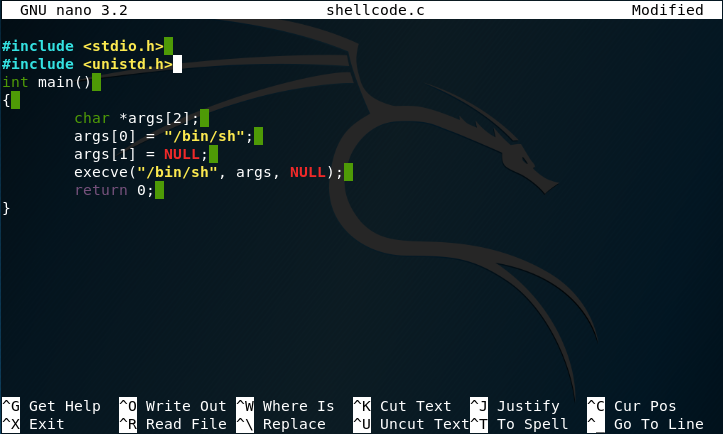 GNU nano 3.2 shellcode.c Modified
#include <stdio.h>
#include <unistd.h>
int main()
{
char *args[2];
args[0] = "/bin/sh";
args[1] = NULL;
execve("/bin/sh", args, NULL);
return 0;
}
^G Get Help ^O Write Out ^W Where Is ^K Cut Text ^J Justify ^C Cur Pos
^X Exit ^R Read File ^\ Replace ^U Uncut Text ^T To Spell ^_ Go To Line